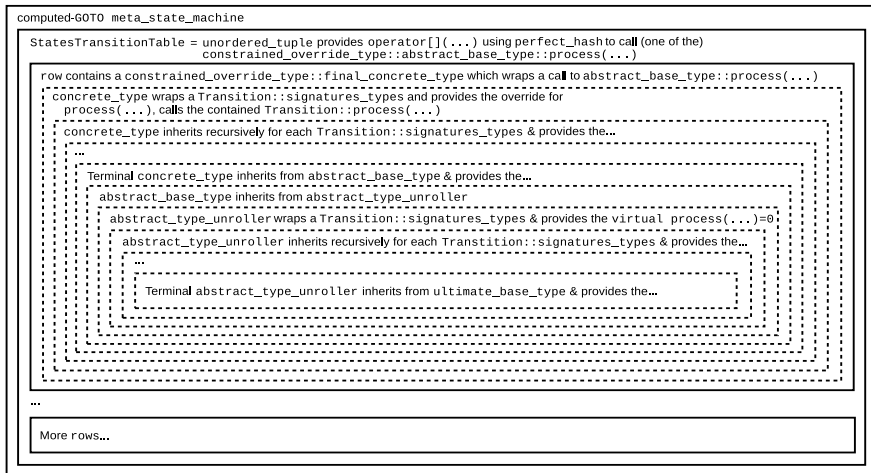 computed-GOTO meta_state_machine
StatesTransitionTable = unordered_tuple provides operator[](...) using perfect_hash to call (one of the)
constrained_override_type::abstract_base_type::process(...)
row contains a constrained_override_type::final_concrete_type which wraps a call to abstract_base_type::process(...)
concrete_type wraps a Transition::signatures_types and provides the override for
process(...), calls the contained Transition::process(...)
concrete_type inherits recursively for each Transition::signatures_types & provides the...
...
Terminal concrete_type inherits from abstract_base_type & provides the...
abstract_base_type inherits from abstract_type_unroller
abstract_type_unroller wraps a Transition::signatures_types & provides the virtual process(...)=0
abstract_type_unroller inherits recursively for each Transtition::signatures_types & provides the...
...
Terminal abstract_type_unroller inherits from ultimate_base_type & provides the...
...
More rows...